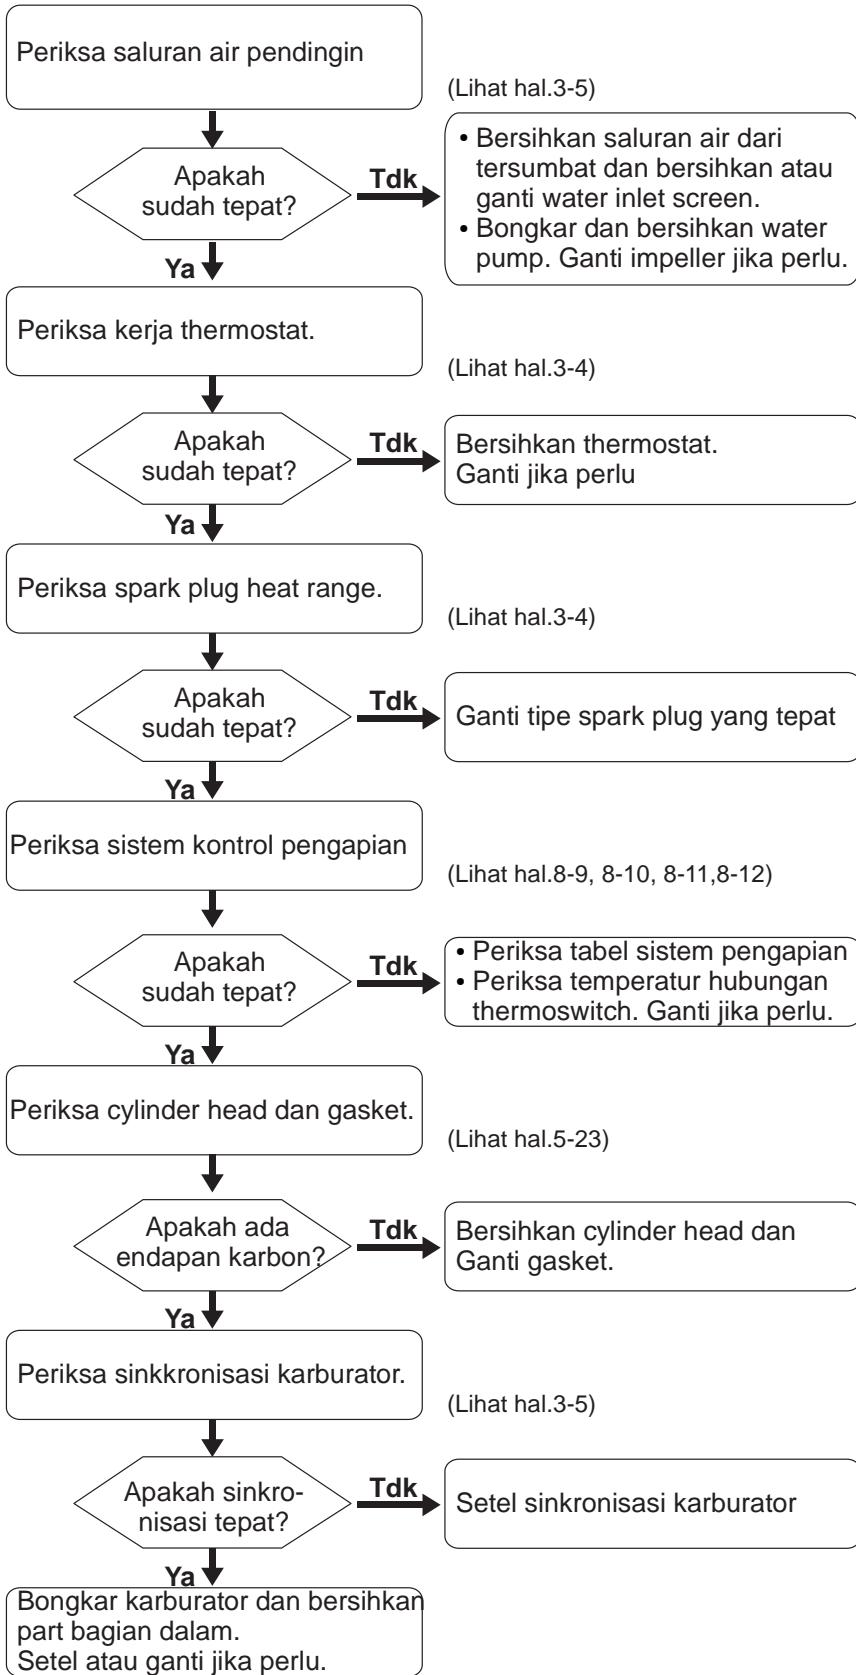 Periksa saluran air pendingin
(Lihat hal.3-5)
Apakah
sudah tepat?
Tdk
• Bersihkan saluran air dari
tersumbat dan bersihkan atau
ganti water inlet screen.
• Bongkar dan bersihkan water
pump. Ganti impeller jika perlu.
Ya
Periksa kerja thermostat.
(Lihat hal.3-4)
Apakah
sudah tepat?
Tdk
Bersihkan thermostat.
Ganti jika perlu
Ya
Periksa spark plug heat range.
(Lihat hal.3-4)
Apakah
sudah tepat?
Tdk
Ganti tipe spark plug yang tepat
Ya
Periksa sistem kontrol pengapian
(Lihat hal.8-9, 8-10, 8-11,8-12)
Apakah
sudah tepat?
Tdk
• Periksa tabel sistem pengapian
• Periksa temperatur hubungan
thermoswitch. Ganti jika perlu.
Ya
Periksa cylinder head dan gasket.
(Lihat hal.5-23)
Apakah ada
endapan karbon?
Tdk
Bersihkan cylinder head dan
Ganti gasket.
Ya
Periksa sinkkronisasi karburator.
(Lihat hal.3-5)
Apakah sinkro-
nisasi tepat?
Tdk
Setel sinkronisasi karburator
Ya
Bongkar karburator dan bersihkan
part bagian dalam.
Setel atau ganti jika perlu.